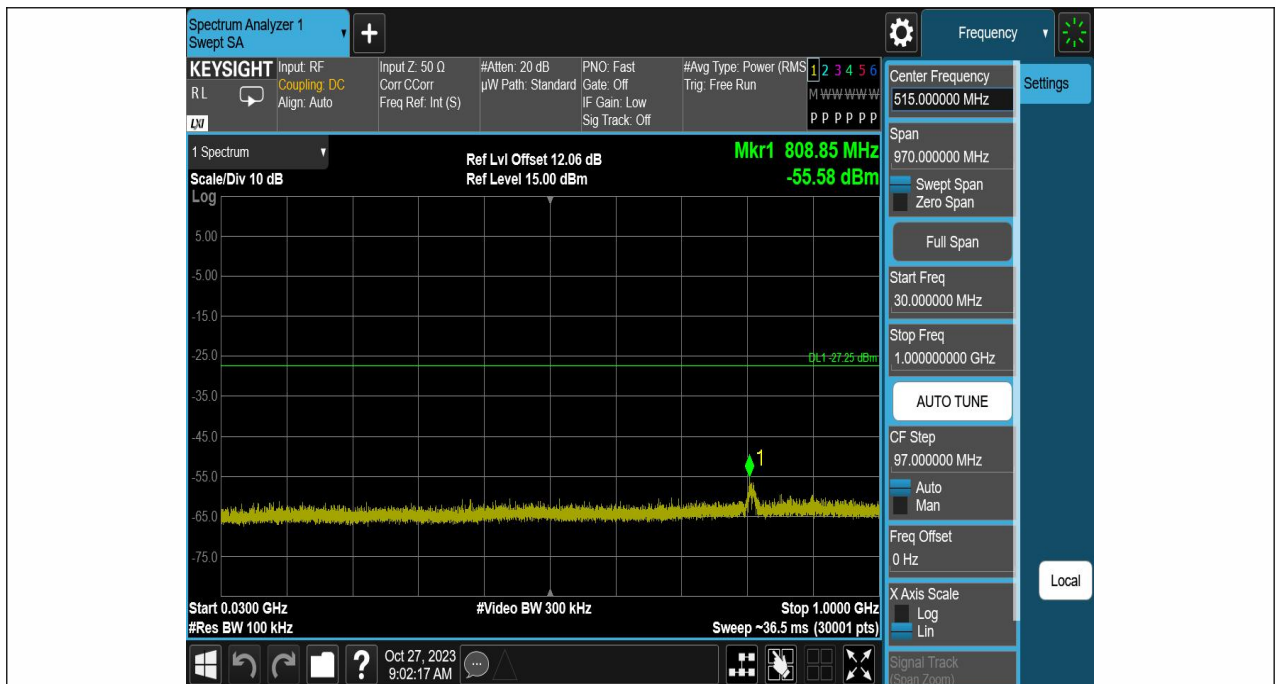 Spectrum Analyzer 1
Swept SA
+
Frequency
KEYSIGHT
RL
LXI
Input: RF
Coupling: DC
Align: Auto
Input Z: 50 Ω
Corr CCorr
Freq Ref: Int (S)
#Atten: 20 dB
µW Path: Standard
PNO: Fast
Gate: Off
IF Gain: Low
Sig Track: Off
#Avg Type: Power (RMS
Trig: Free Run
1 2 3 4 5 6
M W W W W W
P P P P P P
1 Spectrum
Scale/Div 10 dB
Log
Ref Lvl Offset 12.06 dB
Ref Level 15.00 dBm
Mkr1 808.85 MHz
-55.58 dBm
5.00
-5.00
-15.0
-25.0
DL1 -27.25 dBm
-35.0
-45.0
1
-55.0
-65.0
-75.0
Start 0.0300 GHz
#Res BW 100 kHz
#Video BW 300 kHz
Stop 1.0000 GHz
Sweep ~36.5 ms (30001 pts)
?
Oct 27, 2023
9:02:17 AM
Center Frequency
515.000000 MHz
Span
970.000000 MHz
Swept Span
Zero Span
Full Span
Start Freq
30.000000 MHz
Stop Freq
1.000000000 GHz
AUTO TUNE
CF Step
97.000000 MHz
Auto
Man
Freq Offset
0 Hz
X Axis Scale
Log
Lin
Signal Track
(Span Zoom)
Settings
Local